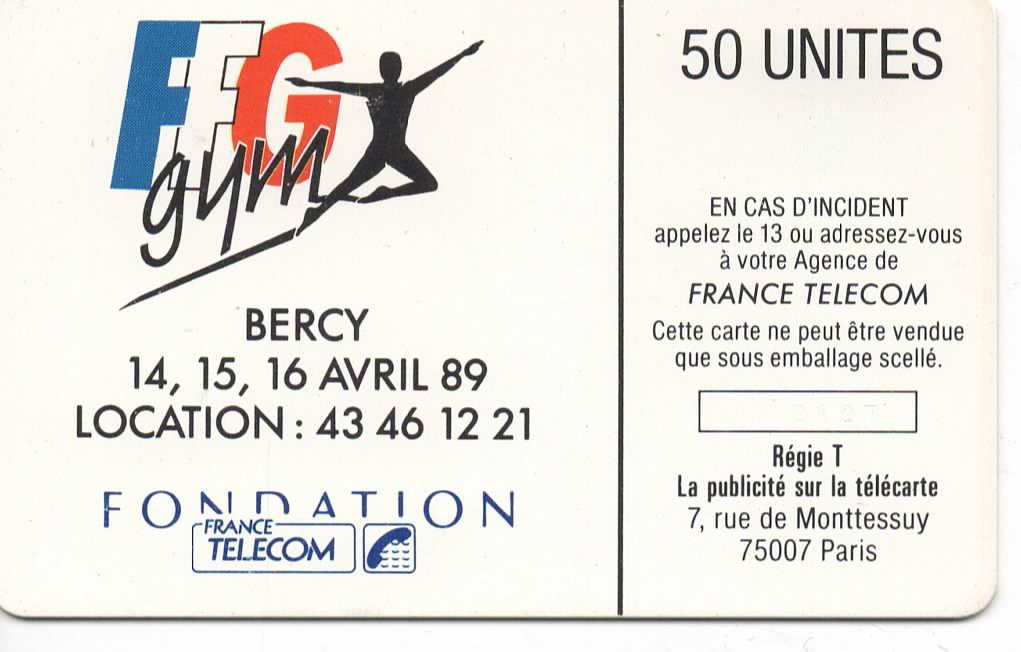 FFG
gym
BERCY
14, 15, 16 AVRIL 89
LOCATION : 43 46 12 21
FONDATION
FRANCE
TELECOM
50 UNITES
EN CAS D'INCIDENT
appelez le 13 ou adressez-vous
à votre Agence de
FRANCE TELECOM
Cette carte ne peut être vendue
que sous emballage scellé.
Régie T
La publicité sur la télécarte
7, rue de Monttessuy
75007 Paris